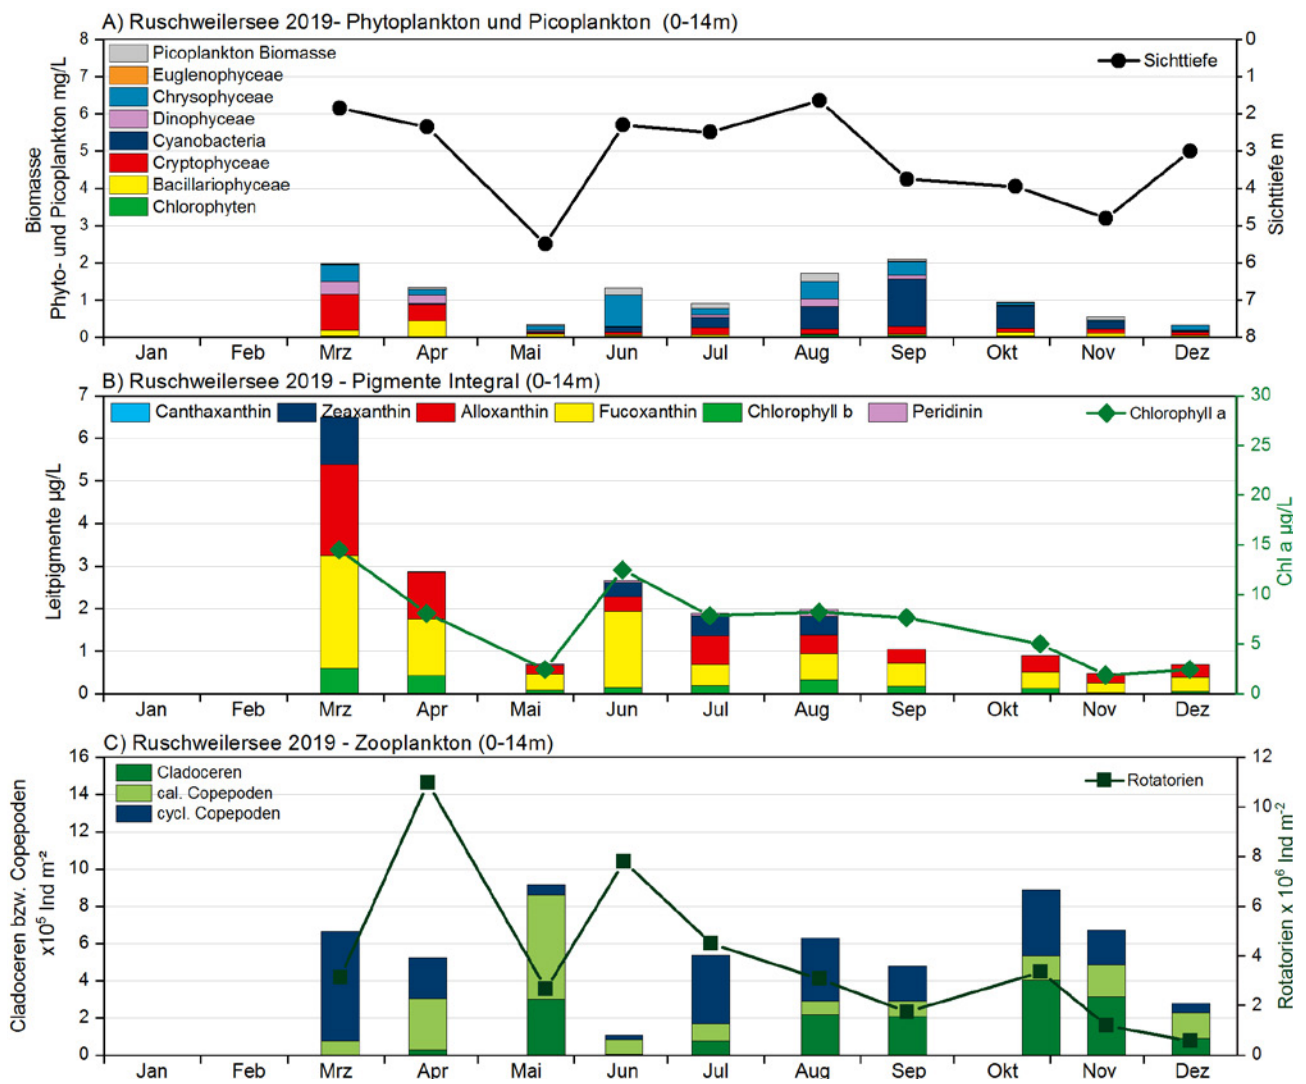 A) Ruschweilersee 2019- Phytoplankton und Picoplankton (0-14m)
Biomasse
Phyto- und Picoplankton mg/L
8
7
6
5
4
3
2
1
0
Picoplankton Biomasse
Euglenophyceae
Chrysophyceae
Dinophyceae
Cyanobacteria
Cryptophyceae
Bacillariophyceae
Chlorophyten
Sichttiefe
0
1
2
3
4
5
6
7
8
Sichttiefe m
Jan Feb Mrz Apr Mai Jun Jul Aug Sep Okt Nov Dez
B) Ruschweilersee 2019 - Pigmente Integral (0-14m)
Leitpigmente µg/L
7
6
5
4
3
2
1
0
Canthaxanthin Zeaxanthin Alloxanthin Fucoxanthin Chlorophyll b Peridinin Chlorophyll a
30
25
20
15
10
5
0
Chl a µg/L
Jan Feb Mrz Apr Mai Jun Jul Aug Sep Okt Nov Dez
C) Ruschweilersee 2019 - Zooplankton (0-14m)
Cladoceren bzw. Copepoden
x10⁵ Ind m⁻²
16
14
12
10
8
6
4
2
0
Cladoceren
cal. Copepoden
cycl. Copepoden
Rotatorien
12
10
8
6
4
2
0
Rotatorien x 10⁶ Ind m⁻²
Jan Feb Mrz Apr Mai Jun Jul Aug Sep Okt Nov Dez